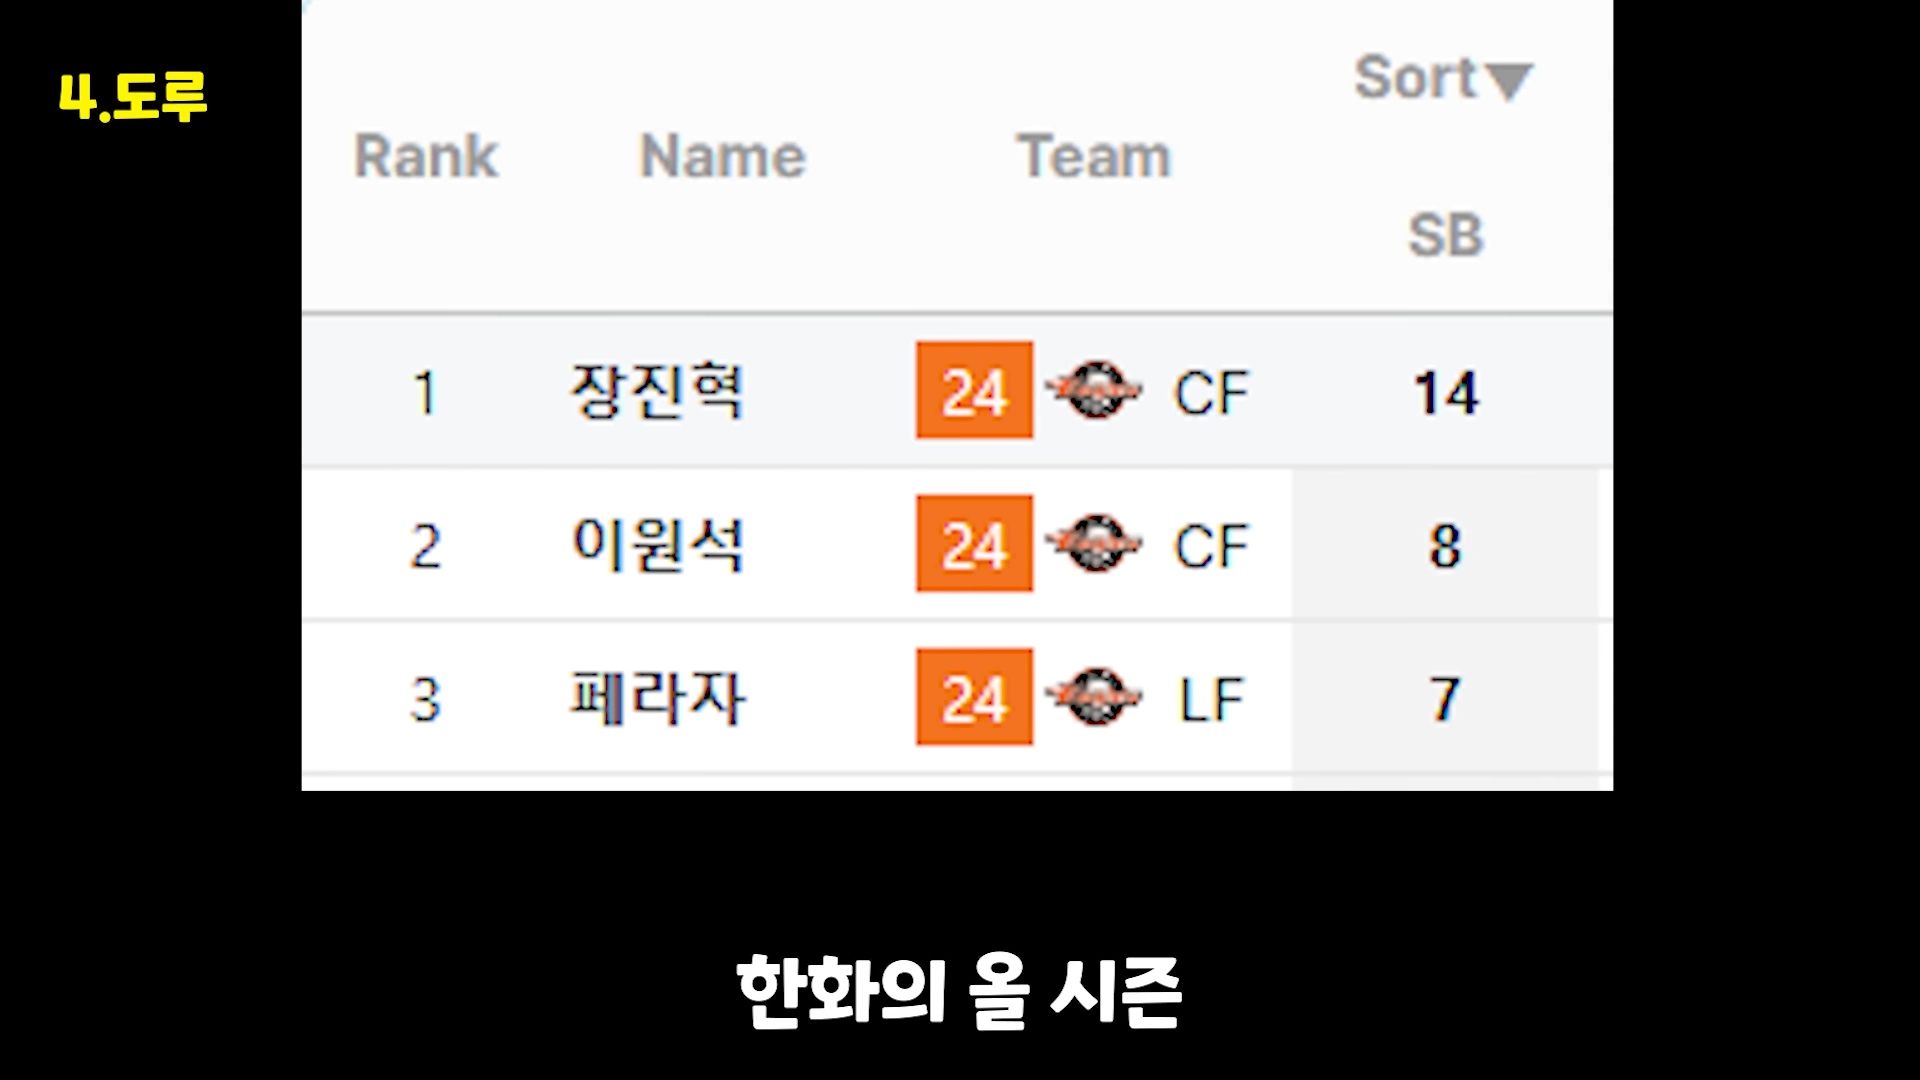 4.도루
Sort▼
Rank Name Team
SB
1 장진혁 24 CF 14
2 이원석 24 CF 8
3 페라자 24 LF 7
한화의 올 시즌